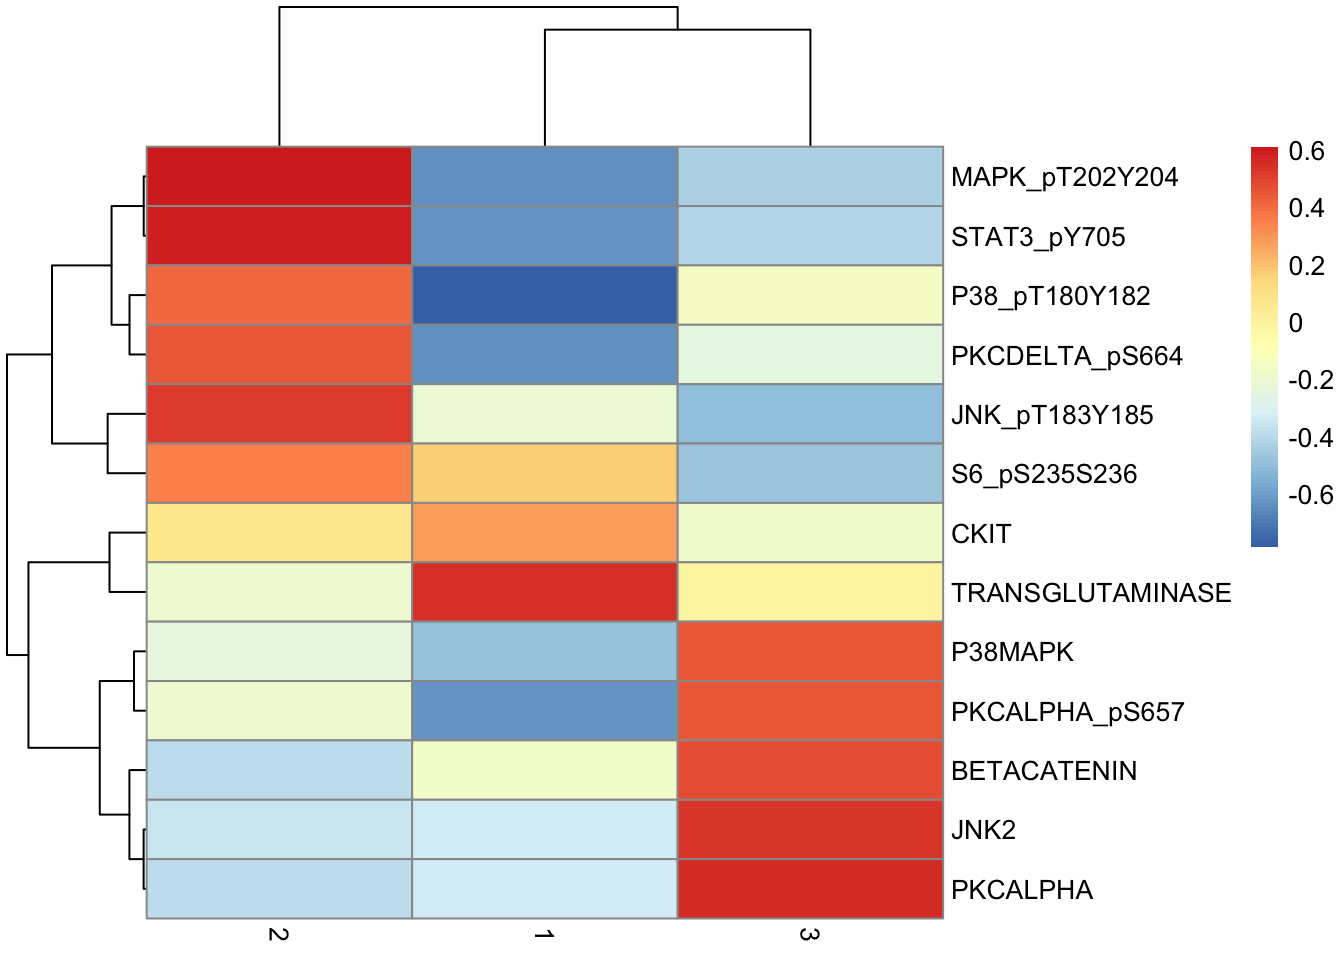 MAPK_pT202Y204
STAT3_pY705
P38_pT180Y182
PKCDELTA_pS664
JNK_pT183Y185
S6_pS235S236
CKIT
TRANSGLUTAMINASE
P38MAPK
PKCALPHA_pS657
BETACATENIN
JNK2
PKCALPHA
2
1
3
0.6
0.4
0.2
0
-0.2
-0.4
-0.6